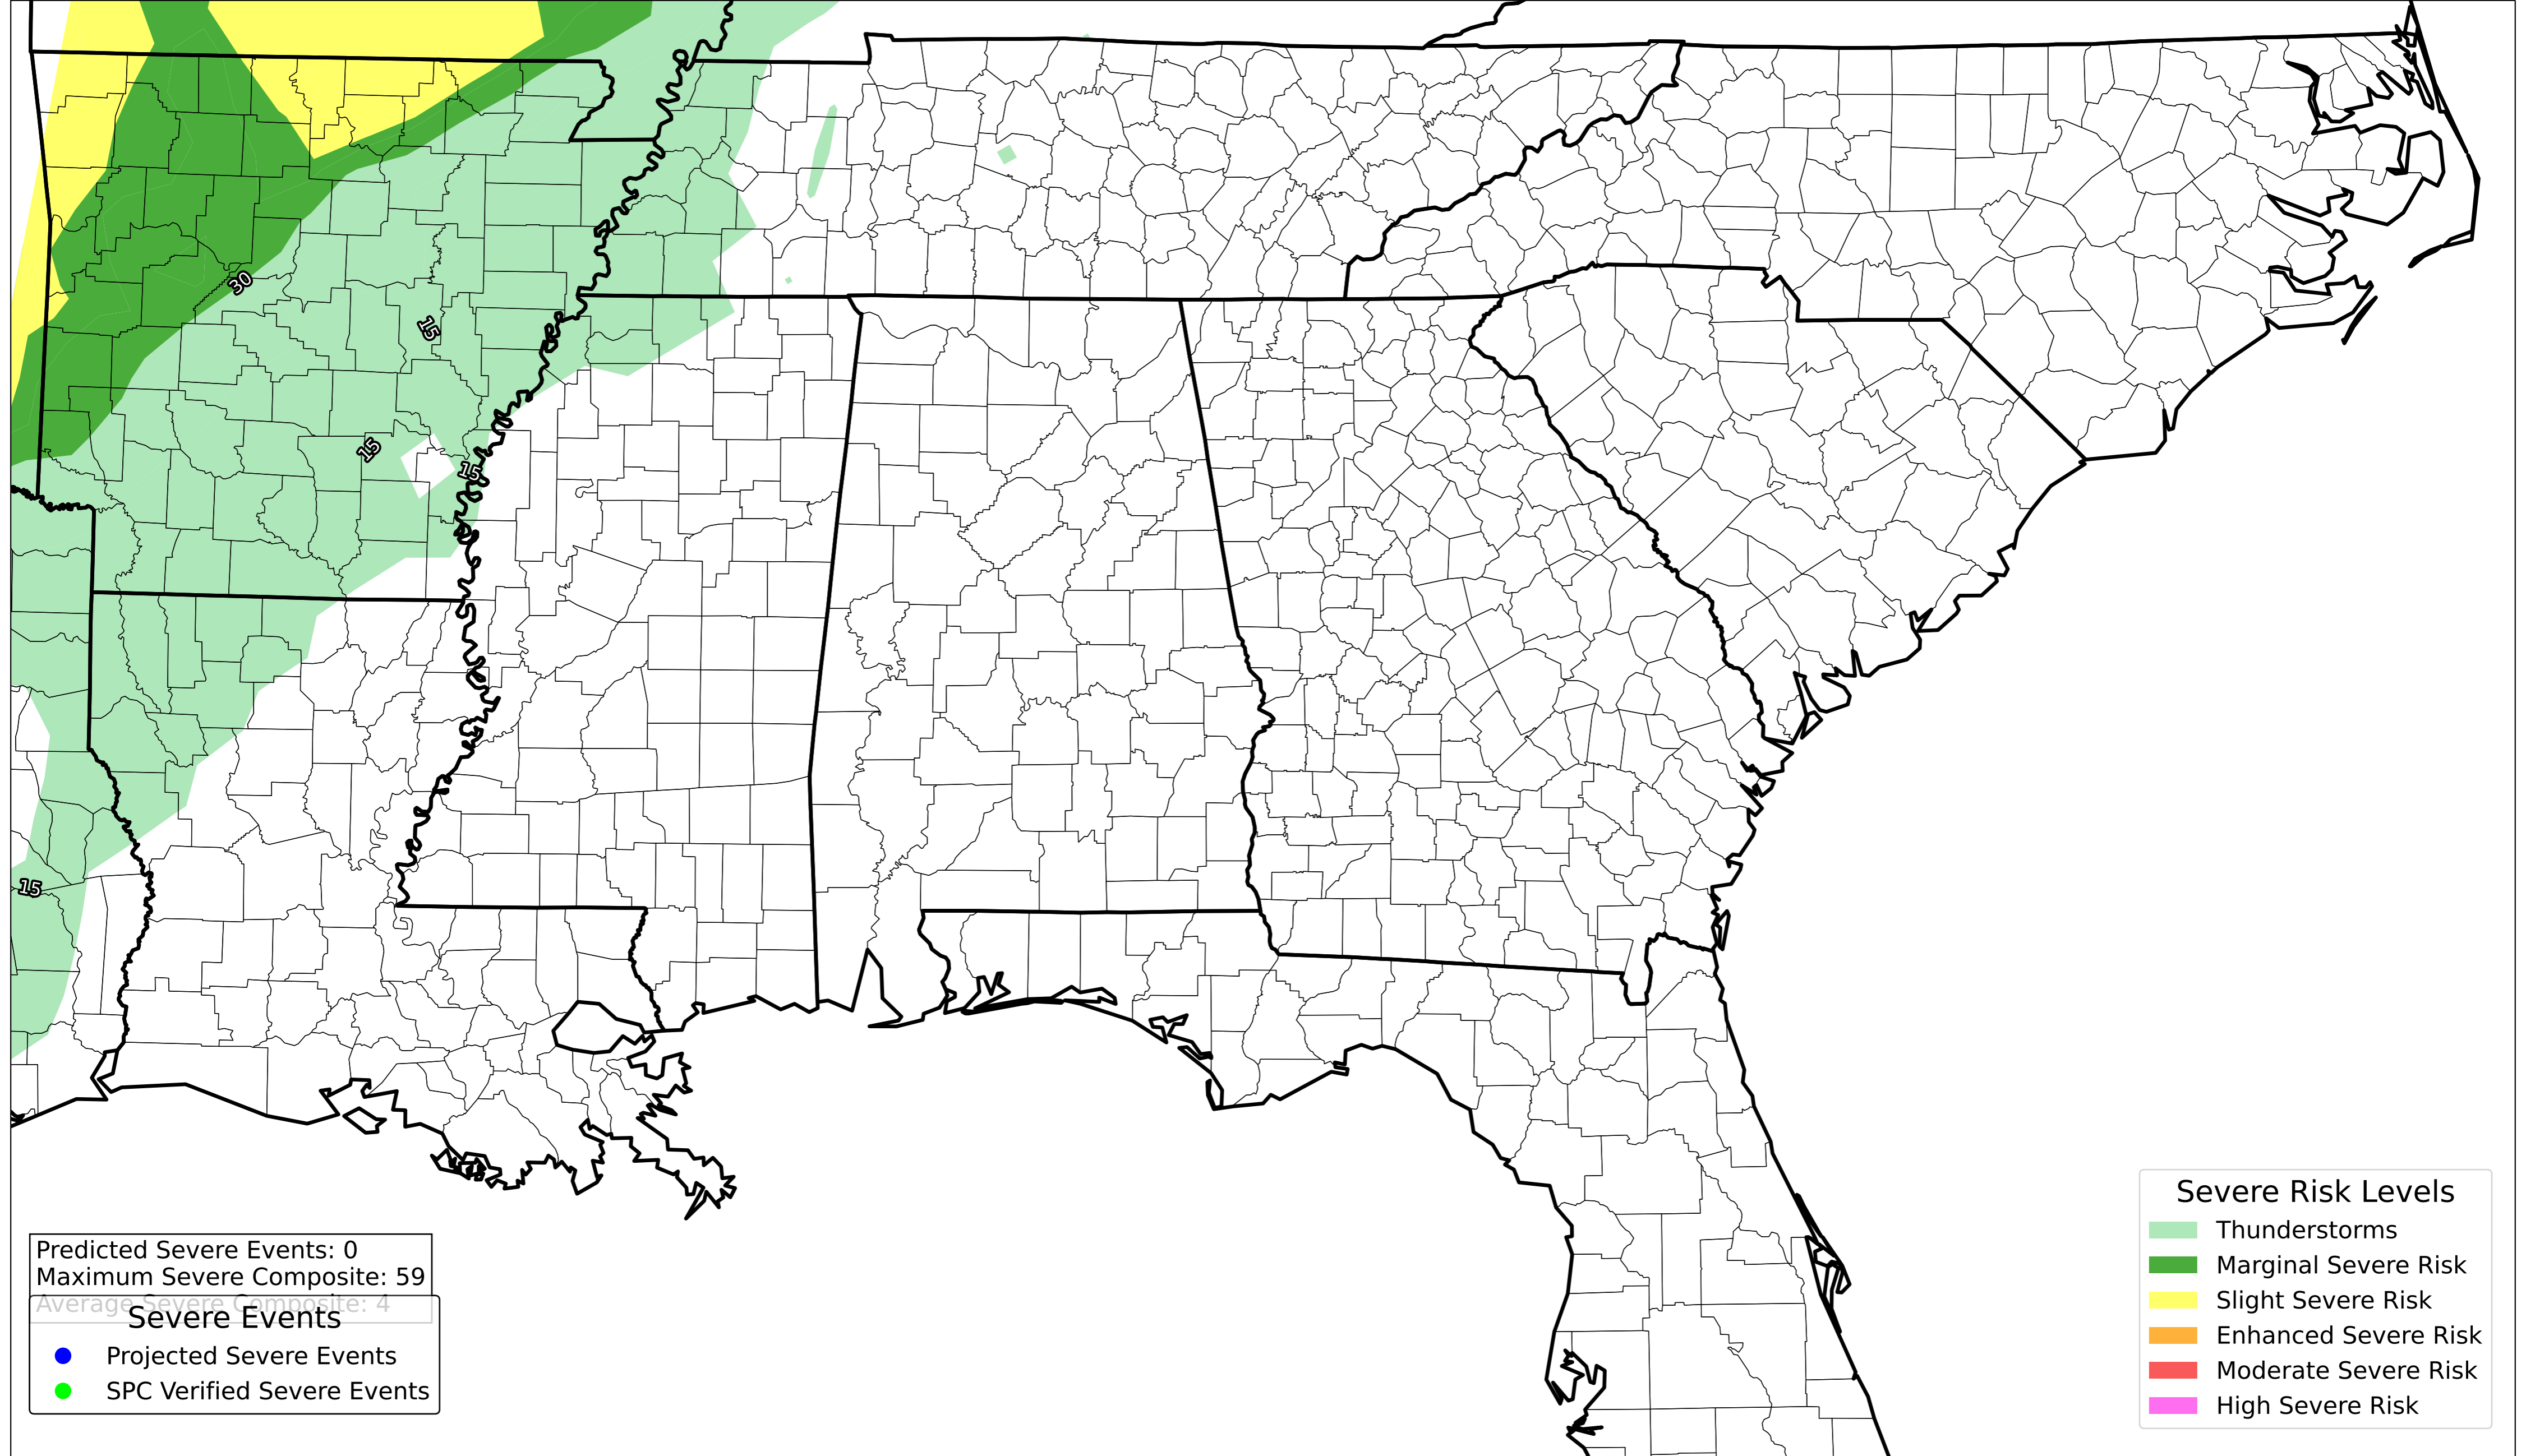 30
15
15
15
15
Predicted Severe Events: 0
Maximum Severe Composite: 59
Average Severe Composite: 4
Severe Events
Projected Severe Events
SPC Verified Severe Events
Severe Risk Levels
Thunderstorms
Marginal Severe Risk
Slight Severe Risk
Enhanced Severe Risk
Moderate Severe Risk
High Severe Risk